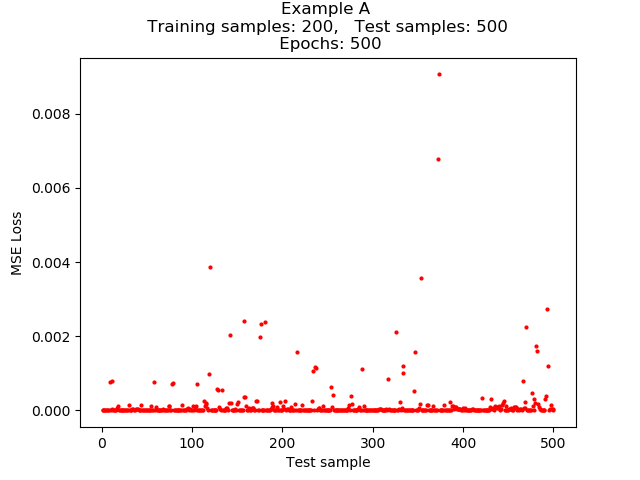 Example A
Training samples: 200,   Test samples: 500
Epochs: 500
0.008
0.006
0.004
0.002
0.000
MSE Loss
0 100 200 300 400 500
Test sample